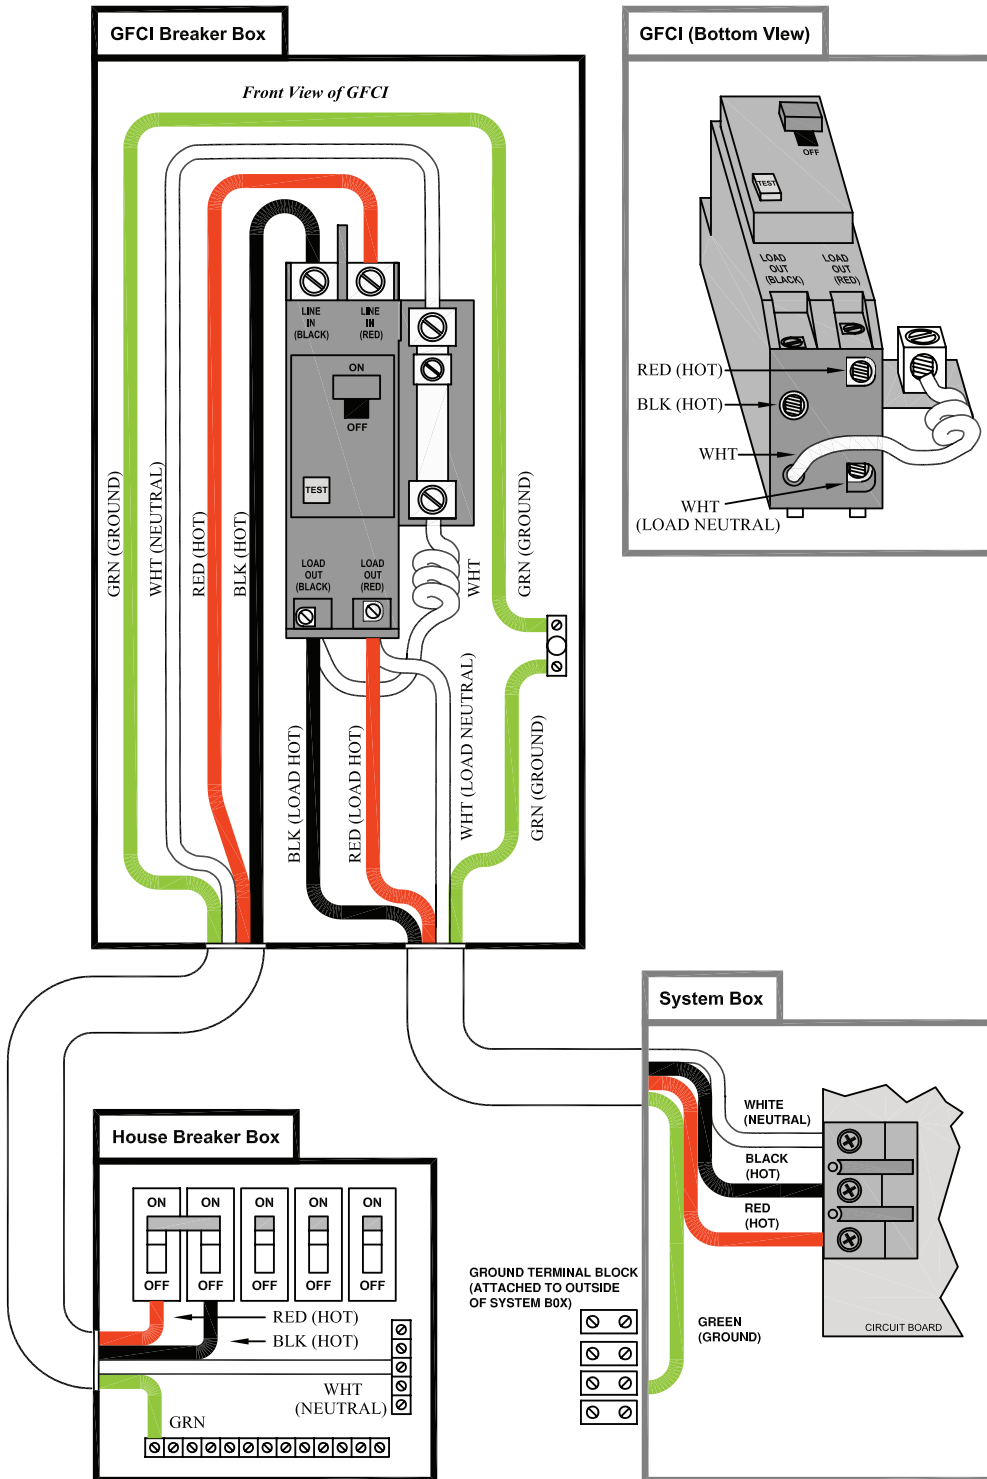 GFCI Breaker Box
Front View of GFCI
LINE
IN
(BLACK)
LINE
IN
(RED)
ON
OFF
TEST
LOAD
OUT
(BLACK)
LOAD
OUT
(RED)
GRN (GROUND)
WHT (NEUTRAL)
RED (HOT)
BLK (HOT)
WHT
GRN (GROUND)
BLK (LOAD HOT)
RED (LOAD HOT)
WHT (LOAD NEUTRAL)
GRN (GROUND)
GFCI (Bottom VIew)
OFF
TEST
LOAD
OUT
(BLACK)
LOAD
OUT
(RED)
RED (HOT)
BLK (HOT)
WHT
WHT
(LOAD NEUTRAL)
House Breaker Box
ON
ON
ON
ON
ON
OFF
OFF
OFF
OFF
OFF
RED (HOT)
BLK (HOT)
WHT
(NEUTRAL)
GRN
System Box
WHITE
(NEUTRAL)
BLACK
(HOT)
RED
(HOT)
GROUND TERMINAL BLOCK
(ATTACHED TO OUTSIDE
OF SYSTEM B0X)
GREEN
(GROUND)
CIRCUIT BOARD